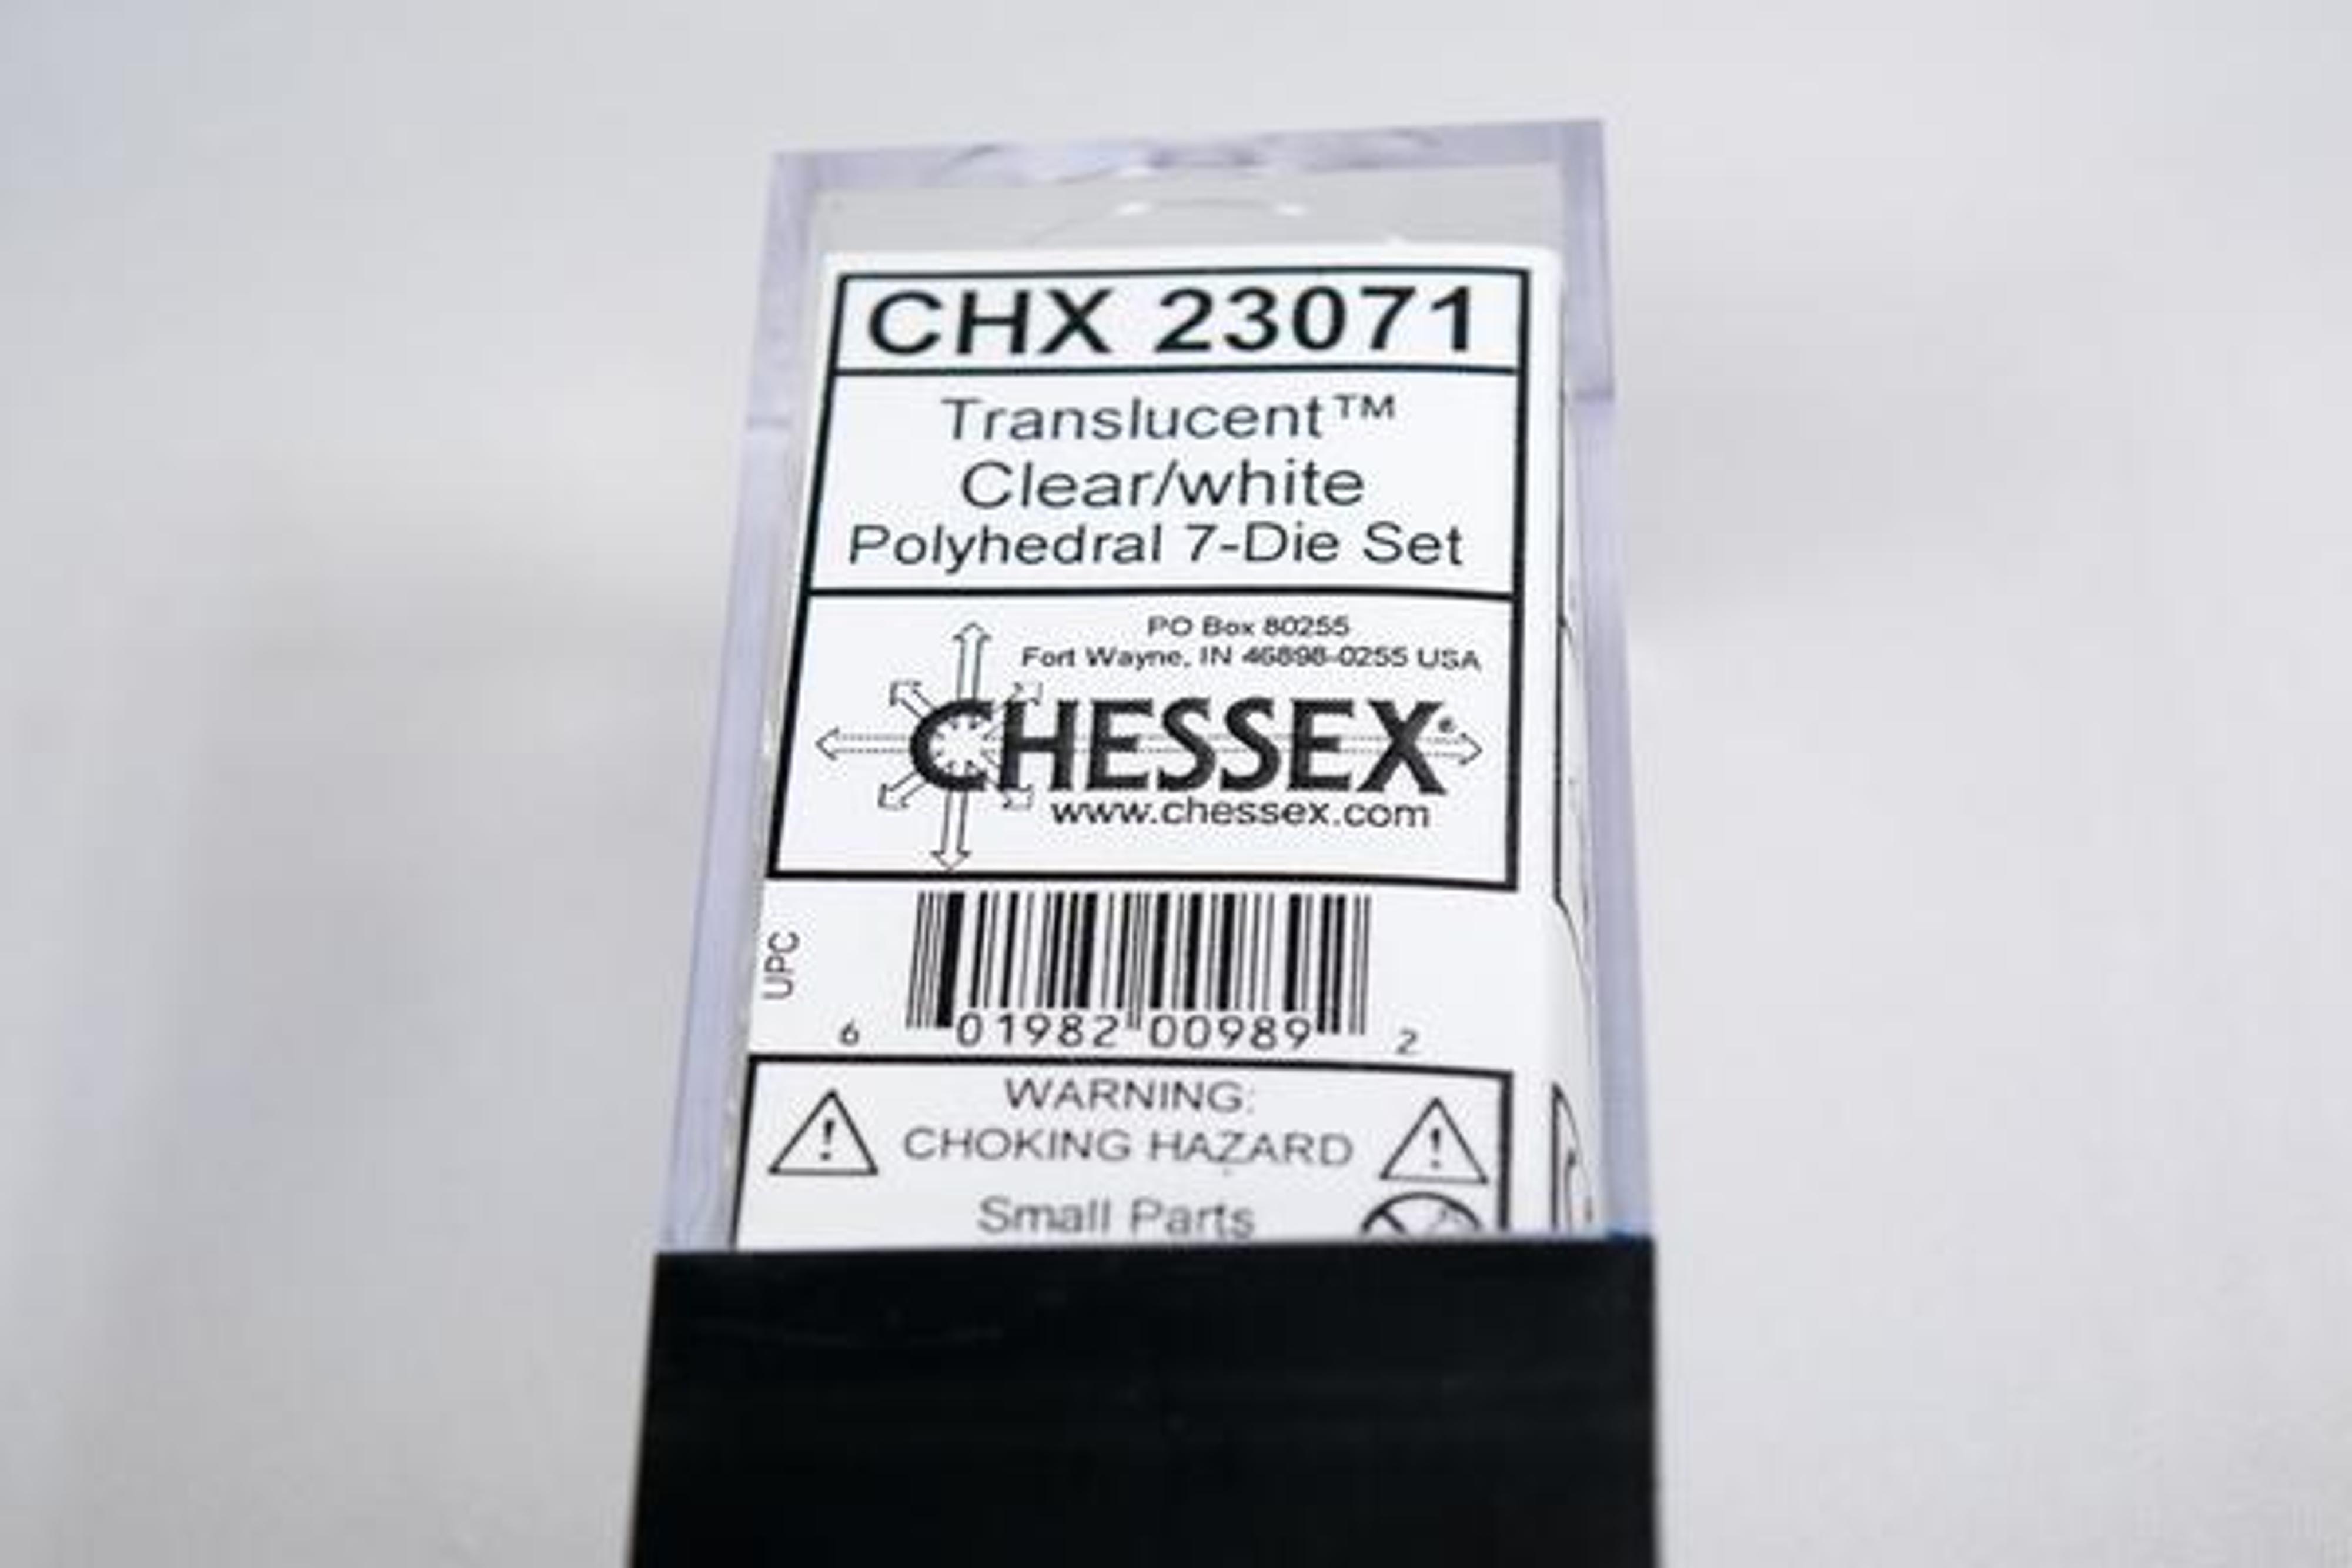 CHX 23071
Translucent™
Clear/white
Polyhedral 7-Die Set
PO Box 80255
Fort Wayne, IN 46898-0255 USA
CHESSEX®
www.chessex.com
UPC
6 01982 00989 2
WARNING:
CHOKING HAZARD
Small Parts